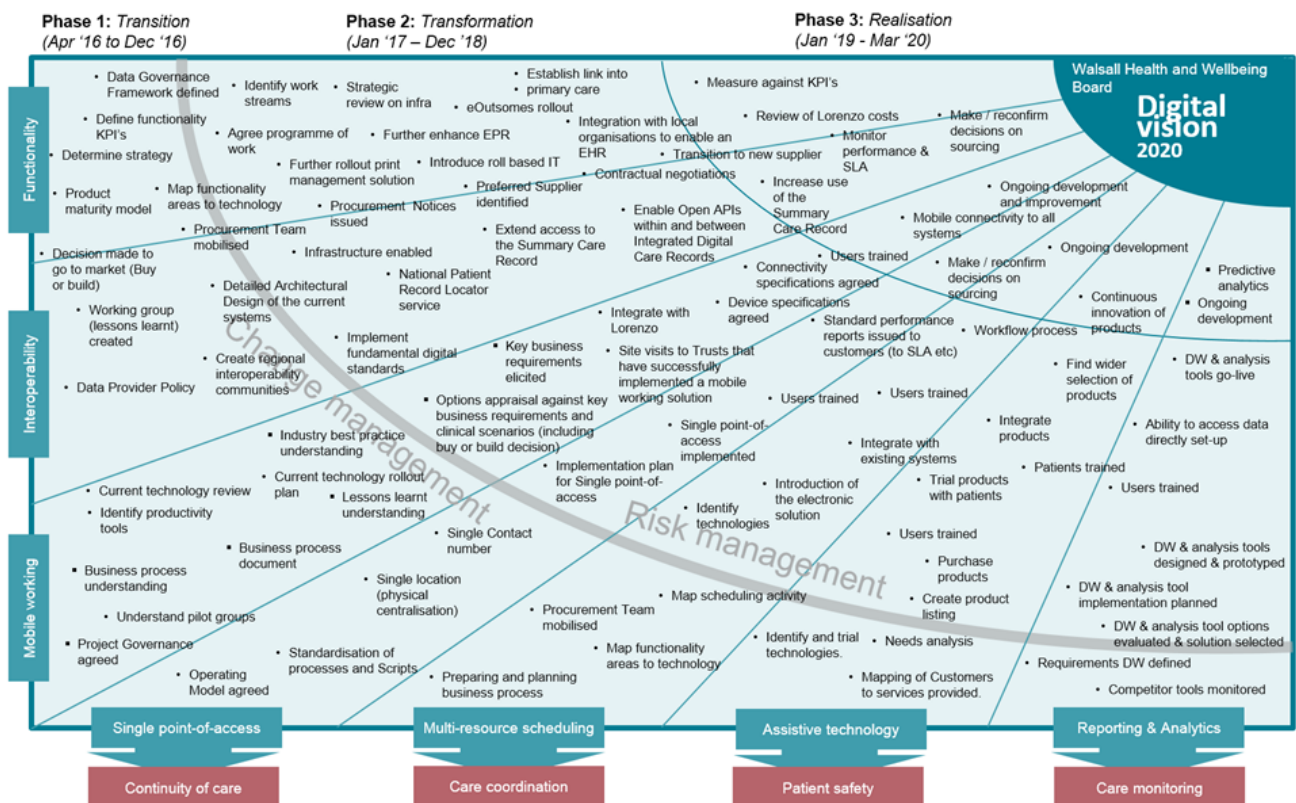 Phase 1: Transition
(Apr ‘16 to Dec ‘16)
Phase 2: Transformation
(Jan ‘17 – Dec ‘18)
Phase 3: Realisation
(Jan ‘19 - Mar ‘20)
Walsall Health and Wellbeing
Board
Digital
vision
2020
Functionality
Interoperability
Mobile working
• Data Governance
Framework defined
• Identify work
streams
• Strategic
review on infra
• Establish link into
primary care
• Measure against KPI's
• Define functionality
KPI's
• Agree programme of
work
• eOutcomes rollout
• Further enhance EPR
• Integration with local
organisations to enable an
EHR
• Review of Lorenzo costs
• Make / reconfirm
decisions on
sourcing
• Determine strategy
• Further rollout print
management solution
• Introduce roll based IT
• Transition to new supplier
• Monitor
performance &
SLA
• Product
maturity model
• Map functionality
areas to technology
• Preferred Supplier
identified
• Contractual negotiations
• Increase use
of the
Summary
Care Record
• Ongoing development
and improvement
• Procurement Team
mobilised
• Procurement Notices
issued
• Enable Open APIs
within and between
Integrated Digital
Care Records
• Mobile connectivity to all
systems
• Decision made to
go to market (Buy
or build)
• Infrastructure enabled
• Extend access to
the Summary Care
Record
• Users trained
• Ongoing development
• Detailed Architectural
Design of the current
systems
• National Patient
Record Locator
service
• Connectivity
specifications agreed
• Make / reconfirm
decisions on
sourcing
• Predictive
analytics
• Working group
(lessons learnt)
created
• Integrate with
Lorenzo
• Device specifications
agreed
• Continuous
innovation of
products
▪ Ongoing
development
• Implement
fundamental digital
standards
▪ Key business
requirements
elicited
• Site visits to Trusts that
have successfully
implemented a mobile
working solution
• Standard performance
reports issued to
customers (to SLA etc)
• Workflow process
• Create regional
interoperability
communities
• Data Provider Policy
• Find wider
selection of
products
• DW & analysis
tools go-live
▪ Options appraisal against key
business requirements and
clinical scenarios (including
buy or build decision)
• Users trained
• Users trained
• Single point-of-
access
implemented
• Integrate
products
• Ability to access data
directly set-up
▪ Industry best practice
understanding
• Integrate with
existing systems
• Current technology rollout
plan
• Implementation plan
for Single point-of-
access
• Patients trained
• Current technology review
▪ Lessons learnt
understanding
• Introduction of
the electronic
solution
• Trial products
with patients
• Users trained
• Identify productivity
tools
• Identify
technologies
Change management
Risk management
• Single Contact
number
• Users trained
▪ Business process
document
• DW & analysis tools
designed & prototyped
▪ Business process
understanding
• Single location
(physical
centralisation)
• Purchase
products
• DW & analysis tool
implementation planned
• Understand pilot groups
• Procurement Team
mobilised
• Map scheduling activity
• Create product
listing
• DW & analysis tool options
evaluated & solution selected
▪ Project Governance
agreed
• Standardisation of
processes and Scripts
• Map functionality
areas to technology
• Identify and trial
technologies.
• Needs analysis
• Requirements DW defined
• Operating
Model agreed
• Preparing and planning
business process
• Mapping of Customers
to services provided.
• Competitor tools monitored
Single point-of-access
Multi-resource scheduling
Assistive technology
Reporting & Analytics
Continuity of care
Care coordination
Patient safety
Care monitoring